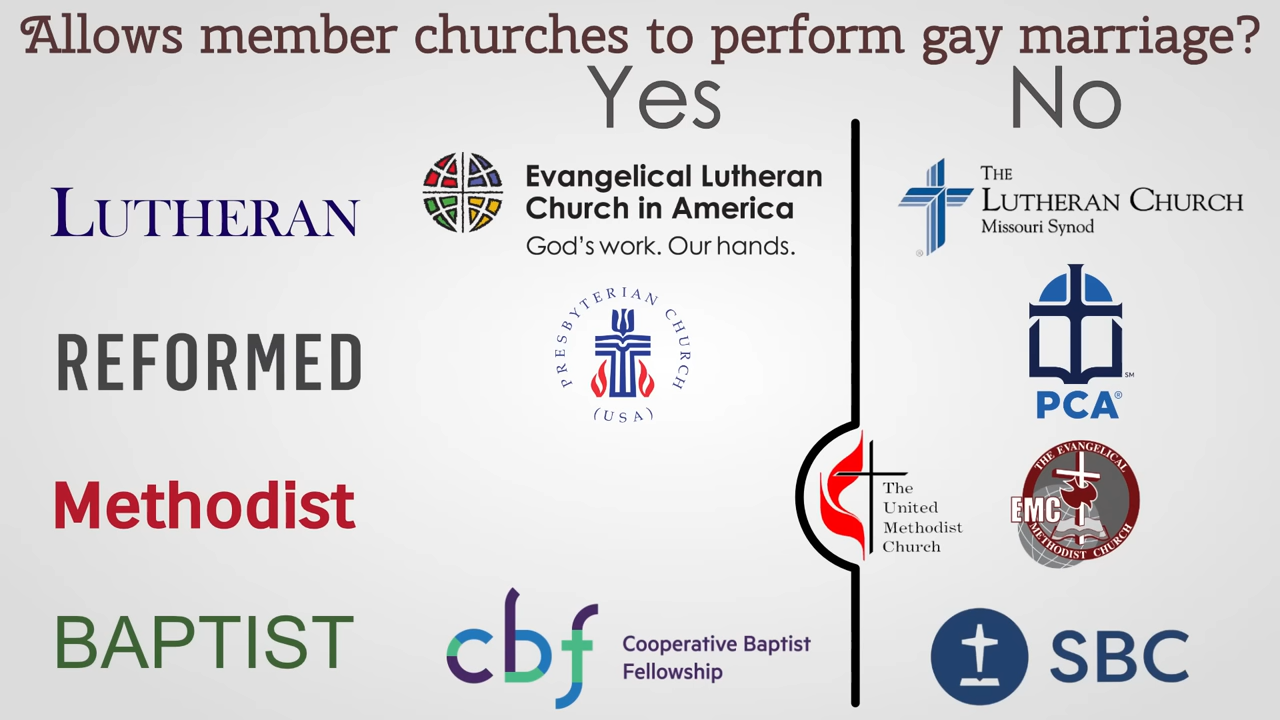 Allows member churches to perform gay marriage?
Yes
No
LUTHERAN
Evangelical Lutheran
Church in America
God's work. Our hands.
THE
LUTHERAN CHURCH
Missouri Synod
®
REFORMED
PRESBYTERIAN CHURCH
(USA)
SM
PCA®
Methodist
The
United
Methodist
Church
THE EVANGELICAL
EMC
METHODIST CHURCH
BAPTIST
cbf
Cooperative Baptist
Fellowship
SBC